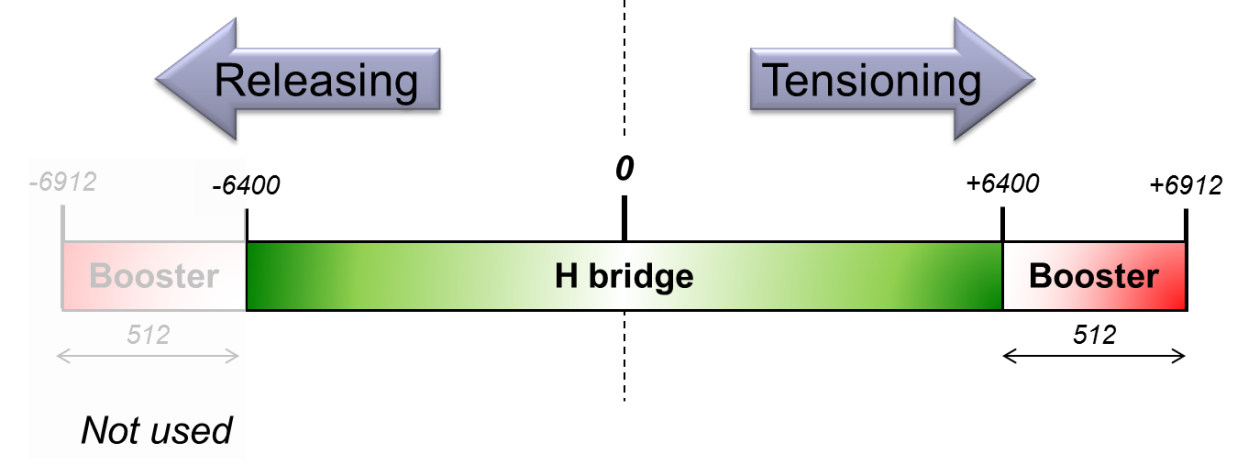 Releasing
Tensioning
0
-6912
-6400
+6400
+6912
Booster
H bridge
Booster
512
512
Not used